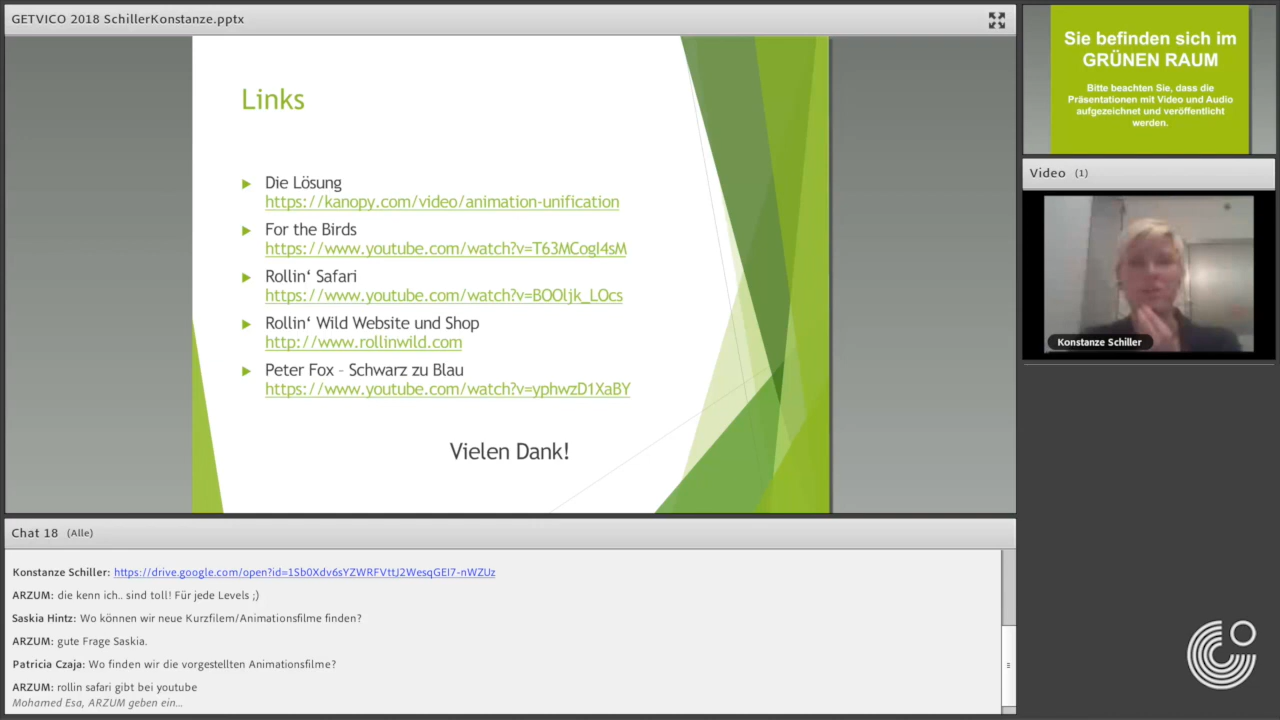 GETVICO 2018 SchillerKonstanze.pptx
Links
Die Lösung
https://kanopy.com/video/animation-unification
For the Birds
https://www.youtube.com/watch?v=T63MCogI4sM
Rollin‘ Safari
https://www.youtube.com/watch?v=BOOljk_LOcs
Rollin‘ Wild Website und Shop
http://www.rollinwild.com
Peter Fox – Schwarz zu Blau
https://www.youtube.com/watch?v=yphwzD1XaBY
Vielen Dank!
Sie befinden sich im
GRÜNEN RAUM
Bitte beachten Sie, dass die
Präsentationen mit Video und Audio
aufgezeichnet und veröffentlicht
werden.
Video (1)
Konstanze Schiller
Chat 18 (Alle)
Konstanze Schiller: https://drive.google.com/open?id=1Sb0Xdv6sYZWRFVttJ2WesqGEI7-nWZUz
ARZUM: die kenn ich.. sind toll! Für jede Levels ;)
Saskia Hintz: Wo können wir neue Kurzfilem/Animationsfilme finden?
ARZUM: gute Frage Saskia.
Patricia Czaja: Wo finden wir die vorgestellten Animationsfilme?
ARZUM: rollin safari gibt bei youtube
Mohamed Esa, ARZUM geben ein...